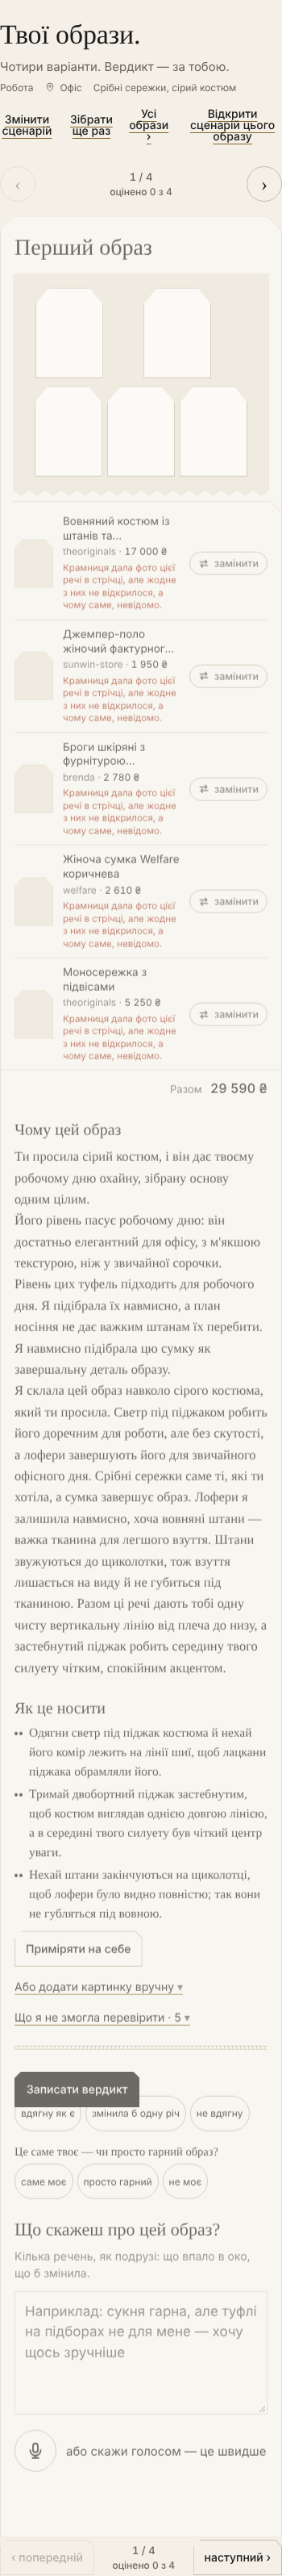 Твої образи.
Чотири варіанти. Вердикт — за тобою.
Робота Офіс Срібні сережки, сірий костюм
Змінити сценарій
Зібрати ще раз
Усі образи ›
Відкрити сценарій цього образу
‹
1 / 4
оцінено 0 з 4
›
Перший образ
Вовняний костюм із
штанів та...
theoriginals · 17 000 ₴
Крамниця дала фото цієї
речі в стрічці, але жодне
з них не відкрилося, а
чому саме, невідомо.
замінити
Джемпер-поло
жіночий фактурног...
sunwin-store · 1 950 ₴
Крамниця дала фото цієї
речі в стрічці, але жодне
з них не відкрилося, а
чому саме, невідомо.
замінити
Броги шкіряні з
фурнітурою...
brenda · 2 780 ₴
Крамниця дала фото цієї
речі в стрічці, але жодне
з них не відкрилося, а
чому саме, невідомо.
замінити
Жіноча сумка Welfare
коричнева
welfare · 2 610 ₴
Крамниця дала фото цієї
речі в стрічці, але жодне
з них не відкрилося, а
чому саме, невідомо.
замінити
Моносережка з
підвісами
theoriginals · 5 250 ₴
Крамниця дала фото цієї
речі в стрічці, але жодне
з них не відкрилося, а
чому саме, невідомо.
замінити
Разом 29 590 ₴
Чому цей образ
Ти просила сірий костюм, і він дає твоєму
робочому дню охайну, зібрану основу
одним цілим.
Його рівень пасує робочому дню: він
достатньо елегантний для офісу, з м'якшою
текстурою, ніж у звичайної сорочки.
Рівень цих туфель підходить для робочого
дня. Я підібрала їх навмисно, а план
носіння не дає важким штанам їх перебити.
Я навмисно підібрала цю сумку як
завершальну деталь образу.
Я склала цей образ навколо сірого костюма,
який ти просила. Светр під піджаком робить
його доречним для роботи, але без скутості,
а лофери завершують його для звичайного
офісного дня. Срібні сережки саме ті, які ти
хотіла, а сумка завершує образ. Лофери я
залишила навмисно, хоча вовняні штани —
важка тканина для легшого взуття. Штани
звужуються до щиколотки, тож взуття
лишається на виду й не губиться під
тканиною. Разом ці речі дають тобі одну
чисту вертикальну лінію від плеча до низу, а
застебнутий піджак робить середину твого
силуету чітким, спокійним акцентом.
Як це носити
•• Одягни светр під піджак костюма й нехай
його комір лежить на лінії шиї, щоб лацкани
піджака обрамляли його.
•• Тримай двобортний піджак застебнутим,
щоб костюм виглядав однією довгою лінією,
а в середині твого силуету був чіткий центр
уваги.
•• Нехай штани закінчуються на щиколотці,
щоб лофери було видно повністю; так вони
не губляться під вовною.
Приміряти на себе
Або додати картинку вручну ▾
Що я не змогла перевірити · 5 ▾
Записати вердикт
вдягну як є
змінила б одну річ
не вдягну
Це саме твоє — чи просто гарний образ?
саме моє
просто гарний
не моє
Що скажеш про цей образ?
Кілька речень, як подрузі: що впало в око,
що б змінила.
Наприклад: сукня гарна, але туфлі
на підборах не для мене — хочу
щось зручніше
або скажи голосом — це швидше
‹ попередній
1 / 4
оцінено 0 з 4
наступний ›